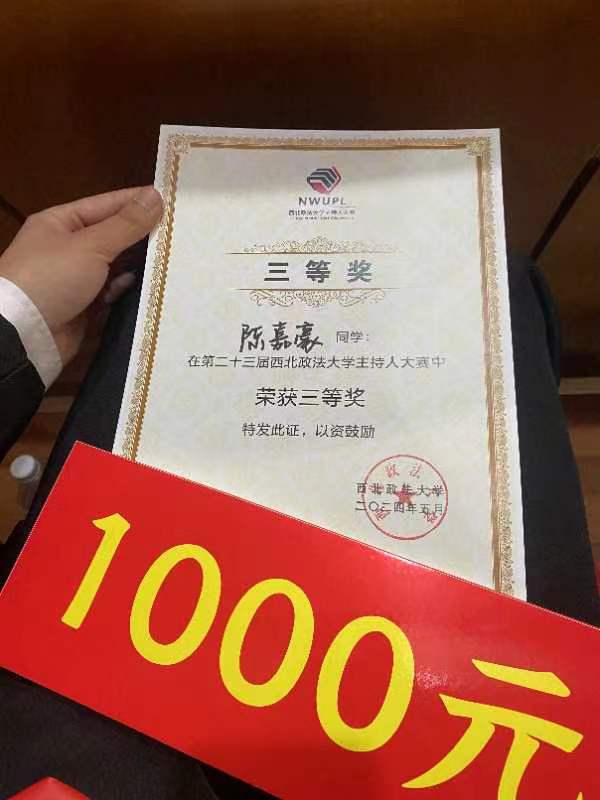 NWUPL
三等奖
陈嘉豪 同学：
在第二十三届西北政法大学主持人大赛中
荣获三等奖
特发此证，以资鼓励
西北政法大学
二〇二四年五月
1000元